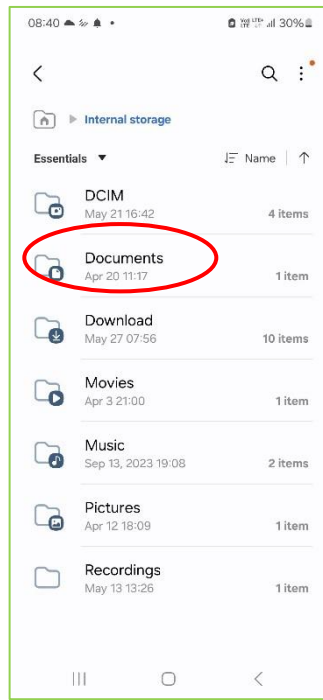 08:40
30%
Internal storage
Essentials ▼ Name
DCIM
May 21 16:42 4 items
Documents
Apr 20 11:17 1 item
Download
May 27 07:56 10 items
Movies
Apr 3 21:00 1 item
Music
Sep 13, 2023 19:08 2 items
Pictures
Apr 12 18:09 1 item
Recordings
May 13 13:26 1 item